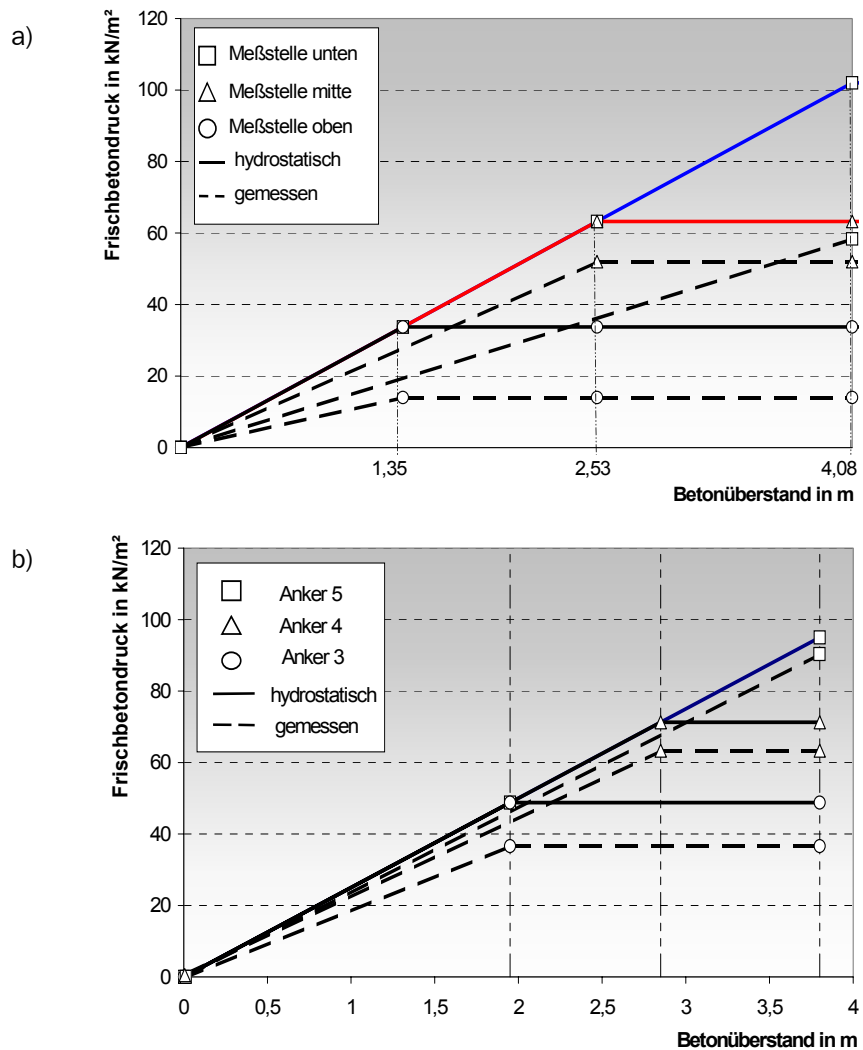 a)
Frischbetondruck in kN/m²
120
100
80
60
40
20
0
Meßstelle unten
Meßstelle mitte
Meßstelle oben
hydrostatisch
gemessen
1,35
2,53
4,08
Betonüberstand in m
b)
Frischbetondruck in kN/m²
120
100
80
60
40
20
0
Anker 5
Anker 4
Anker 3
hydrostatisch
gemessen
0 0,5 1 1,5 2 2,5 3 3,5 4
Betonüberstand in m